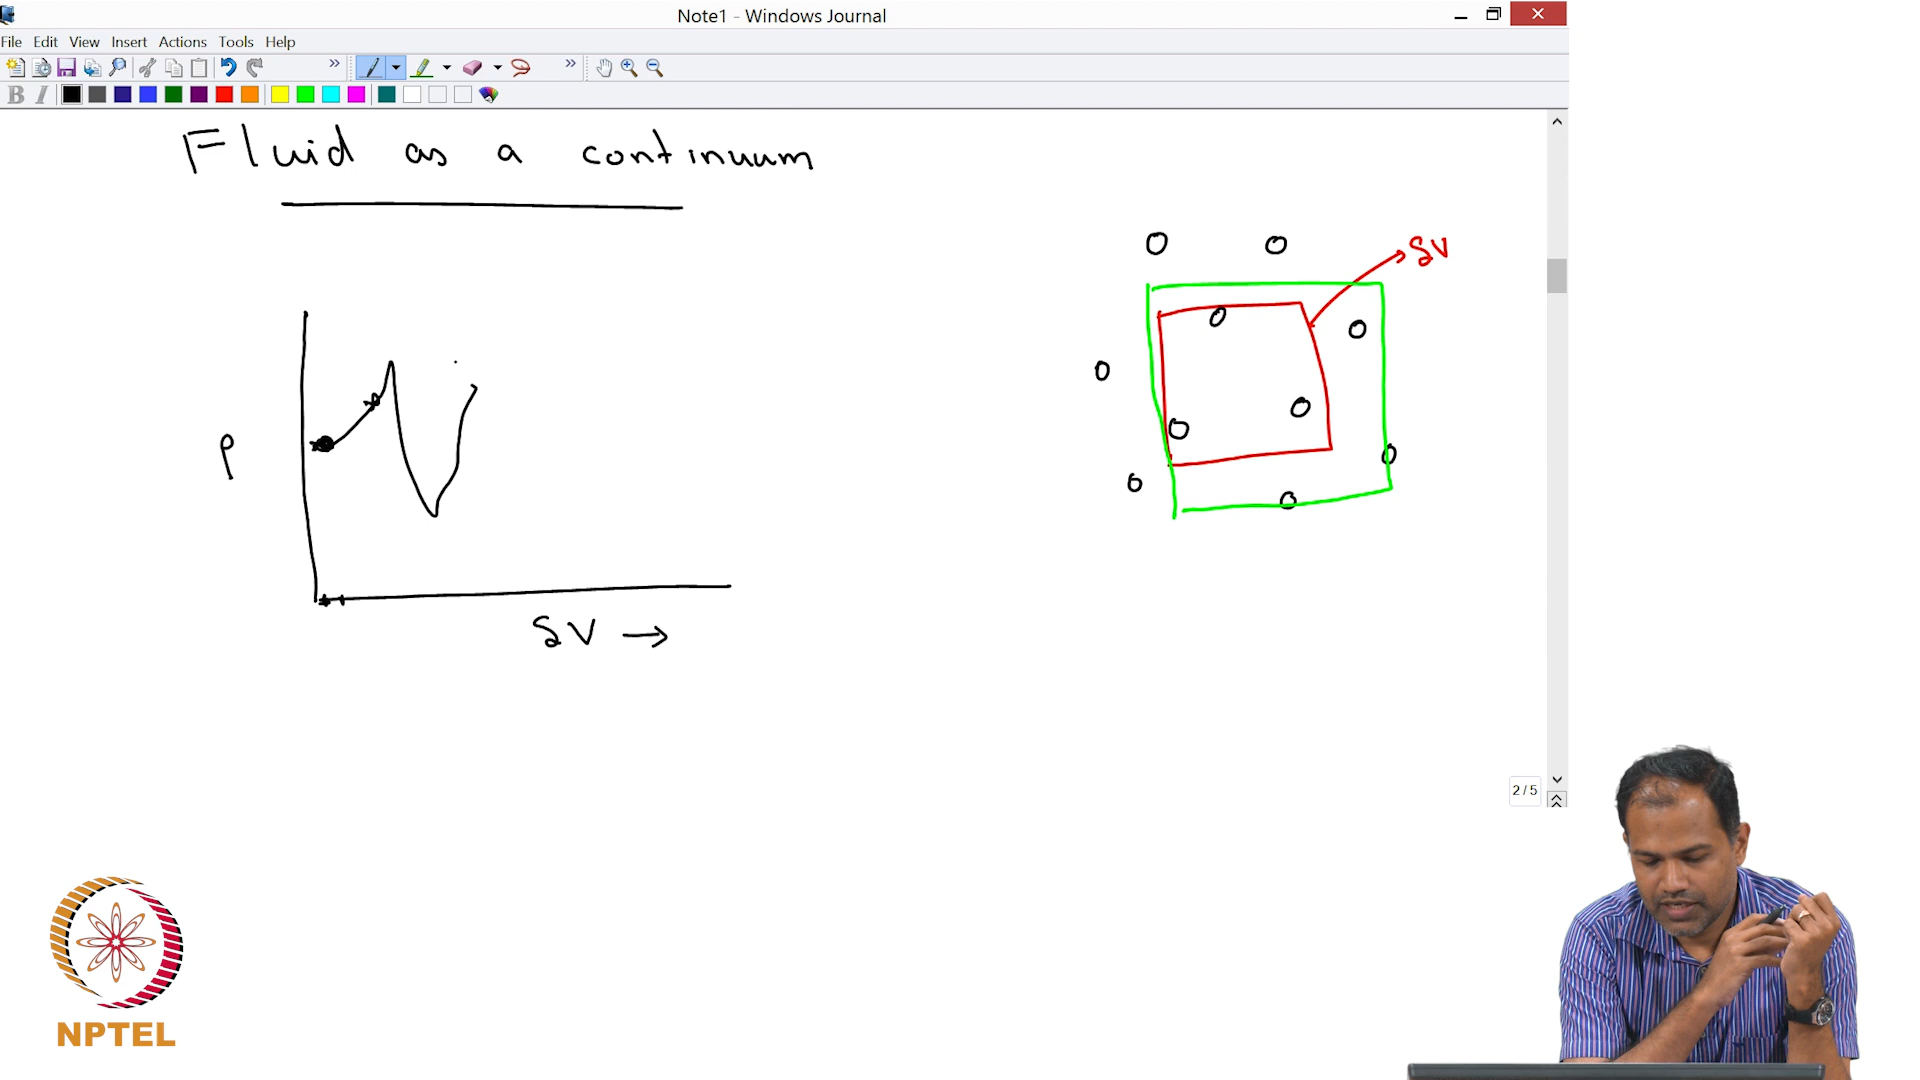 Note1 - Windows Journal
File Edit View Insert Actions Tools Help
B I
Fluid as a continuum
δV
ρ
δV →
2 / 5
NPTEL